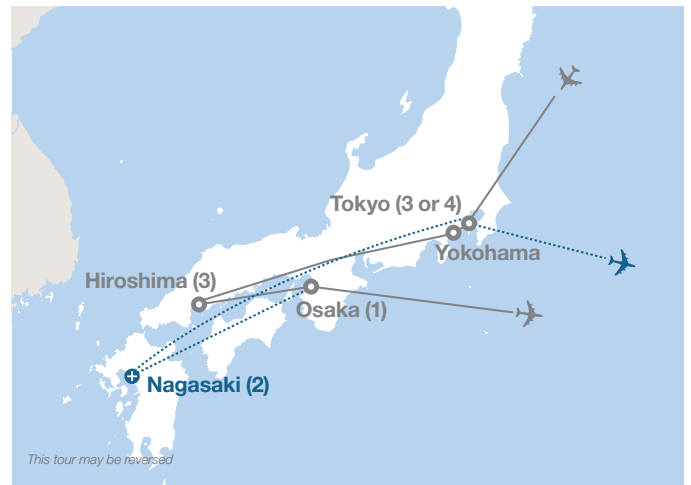 Tokyo (3 or 4)
Yokohama
Hiroshima (3)
Osaka (1)
Nagasaki (2)
This tour may be reversed